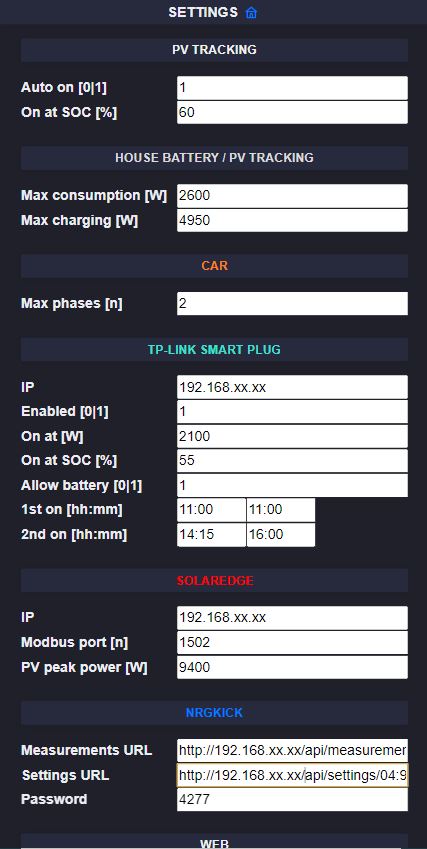 SETTINGS
PV TRACKING
Auto on [0|1] 1
On at SOC [%] 60
HOUSE BATTERY / PV TRACKING
Max consumption [W] 2600
Max charging [W] 4950
CAR
Max phases [n] 2
TP-LINK SMART PLUG
IP 192.168.xx.xx
Enabled [0|1] 1
On at [W] 2100
On at SOC [%] 55
Allow battery [0|1] 1
1st on [hh:mm] 11:00 11:00
2nd on [hh:mm] 14:15 16:00
SOLAREDGE
IP 192.168.xx.xx
Modbus port [n] 1502
PV peak power [W] 9400
NRGKICK
Measurements URL http://192.168.xx.xx/api/measuremer
Settings URL http://192.168.xx.xx/api/settings/04:9
Password 4277
WEB